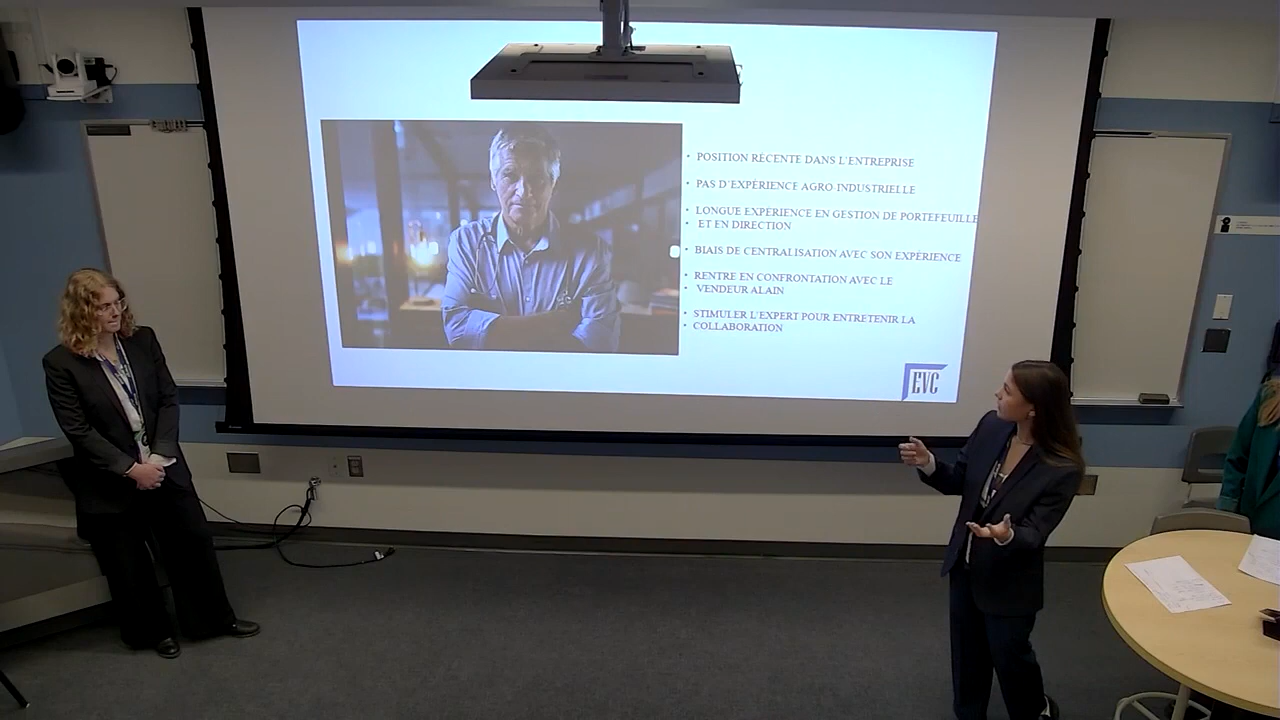 POSITION RÉCENTE DANS L'ENTREPRISE
PAS D'EXPÉRIENCE AGRO INDUSTRIELLE
LONGUE EXPÉRIENCE EN GESTION DE PORTEFEUILLE
ET EN DIRECTION
BIAIS DE CENTRALISATION AVEC SON EXPÉRIENCE
RENTRE EN CONFRONTATION AVEC LE
VENDEUR ALAIN
STIMULER L'EXPERT POUR ENTRETENIR LA
COLLABORATION
EVC